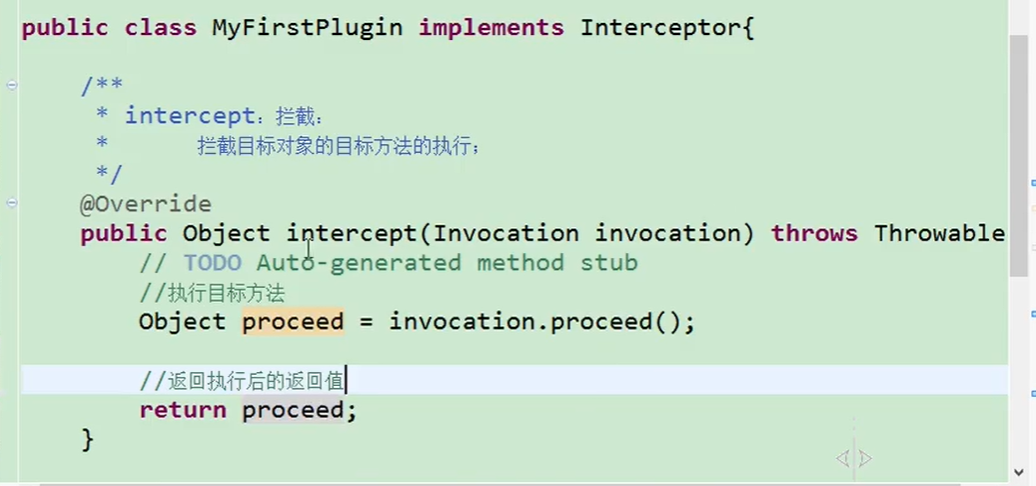 public class MyFirstPlugin implements Interceptor{
/**
* intercept：拦截：
* 拦截目标对象的目标方法的执行；
*/
@Override
public Object intercept(Invocation invocation) throws Throwable
// TODO Auto-generated method stub
//执行目标方法
Object proceed = invocation.proceed();
//返回执行后的返回值
return proceed;
}